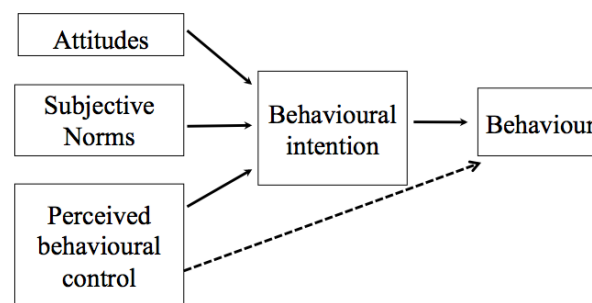 Attitudes
Subjective
Norms
Perceived
behavioural
control
Behavioural
intention
Behaviour